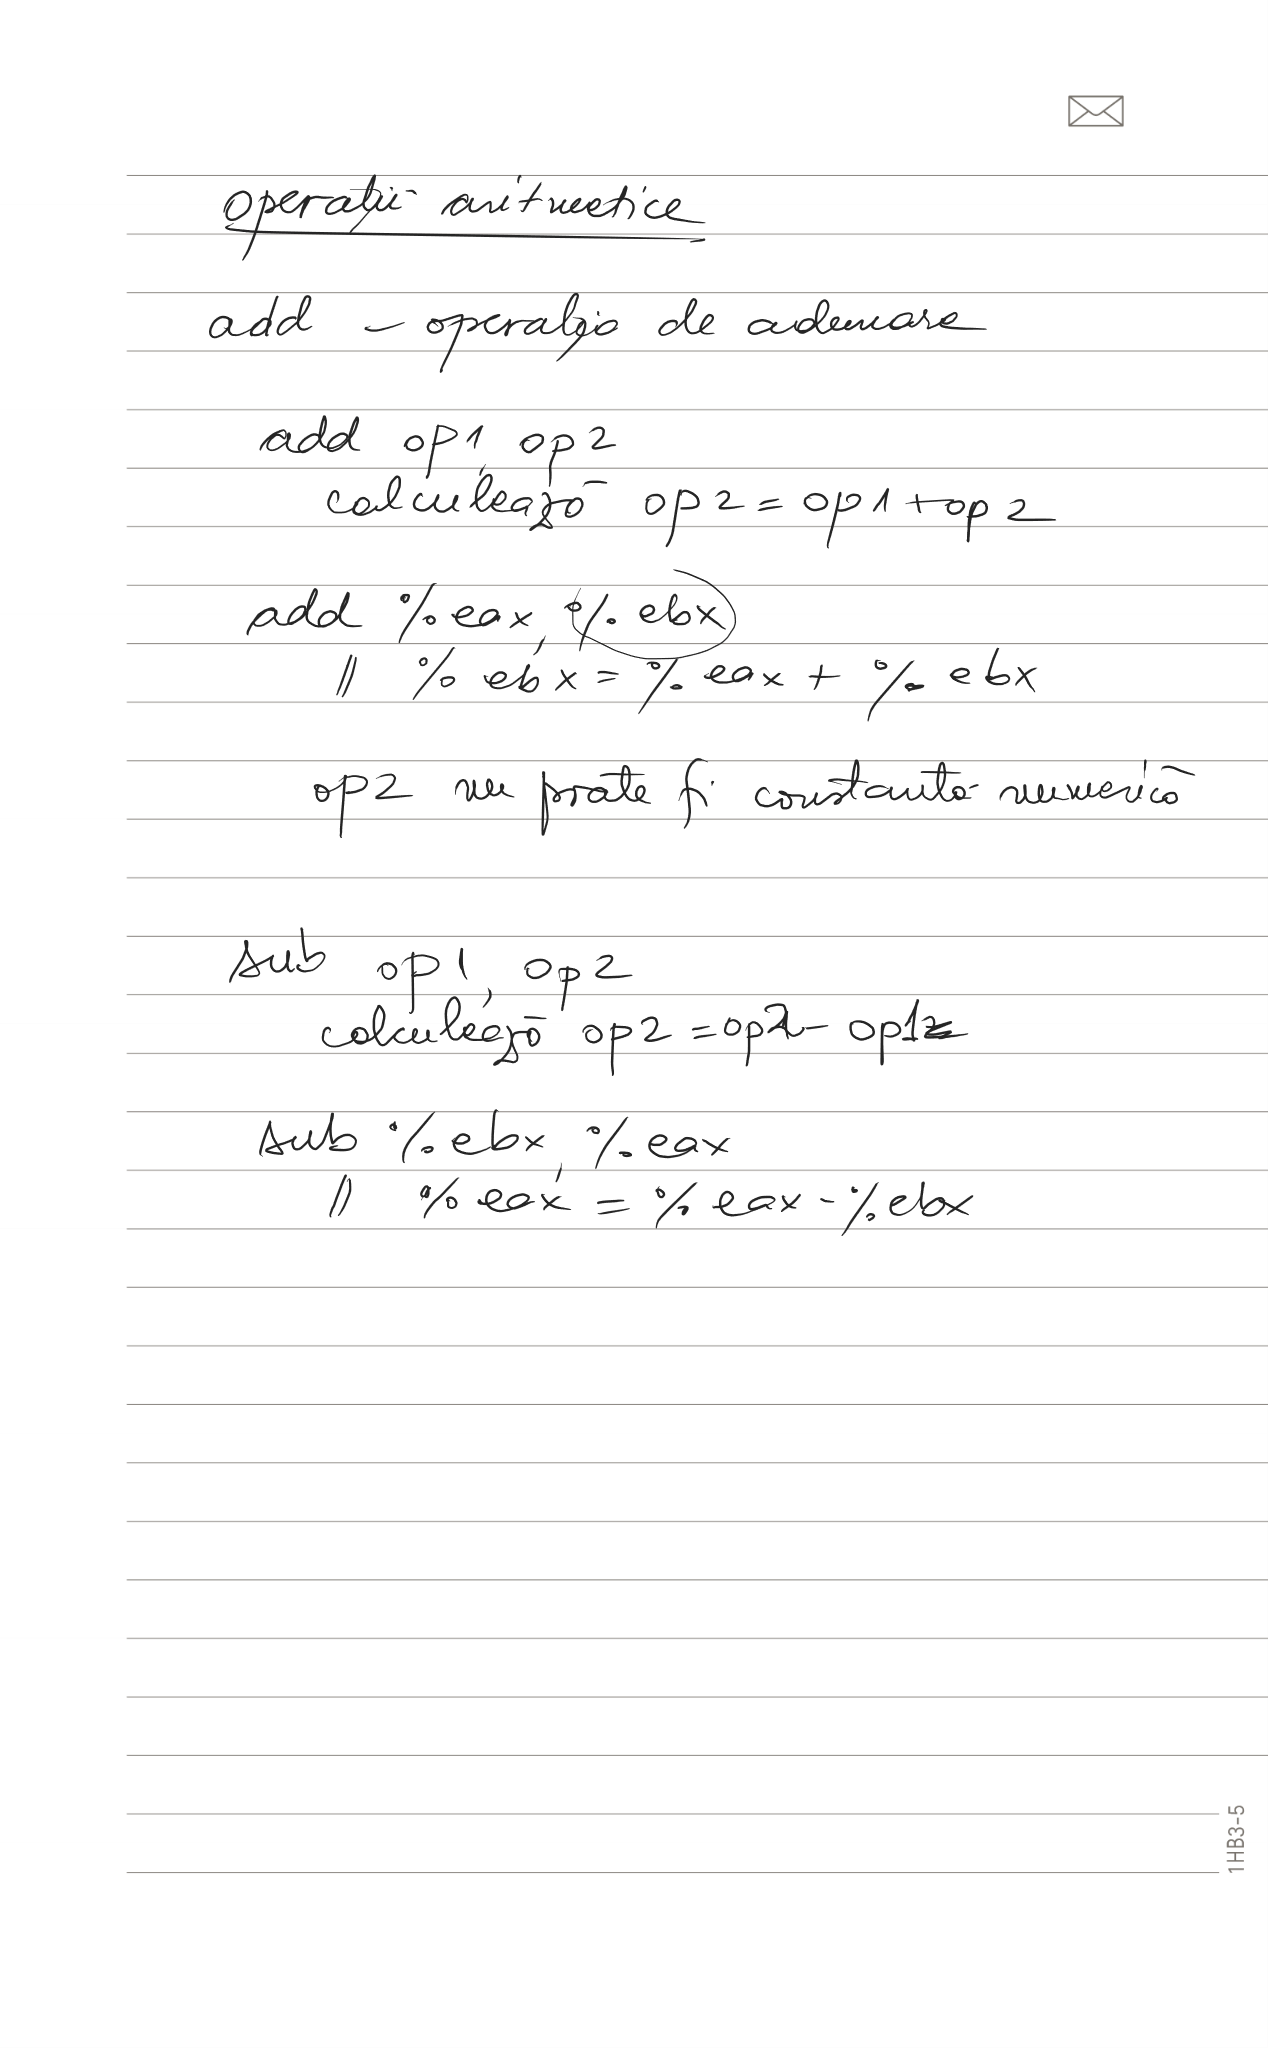 operații aritmetice
add - operație de adunare
add op1, op2
calculează op2 = op1 + op2
add %eax, %ebx
// %ebx = %eax + %ebx
op2 nu poate fi constantă numerică
sub op1, op2
calculează op2 = op2 - op1
sub %ebx, %eax
// %eax = %eax - %ebx
1HB3-5